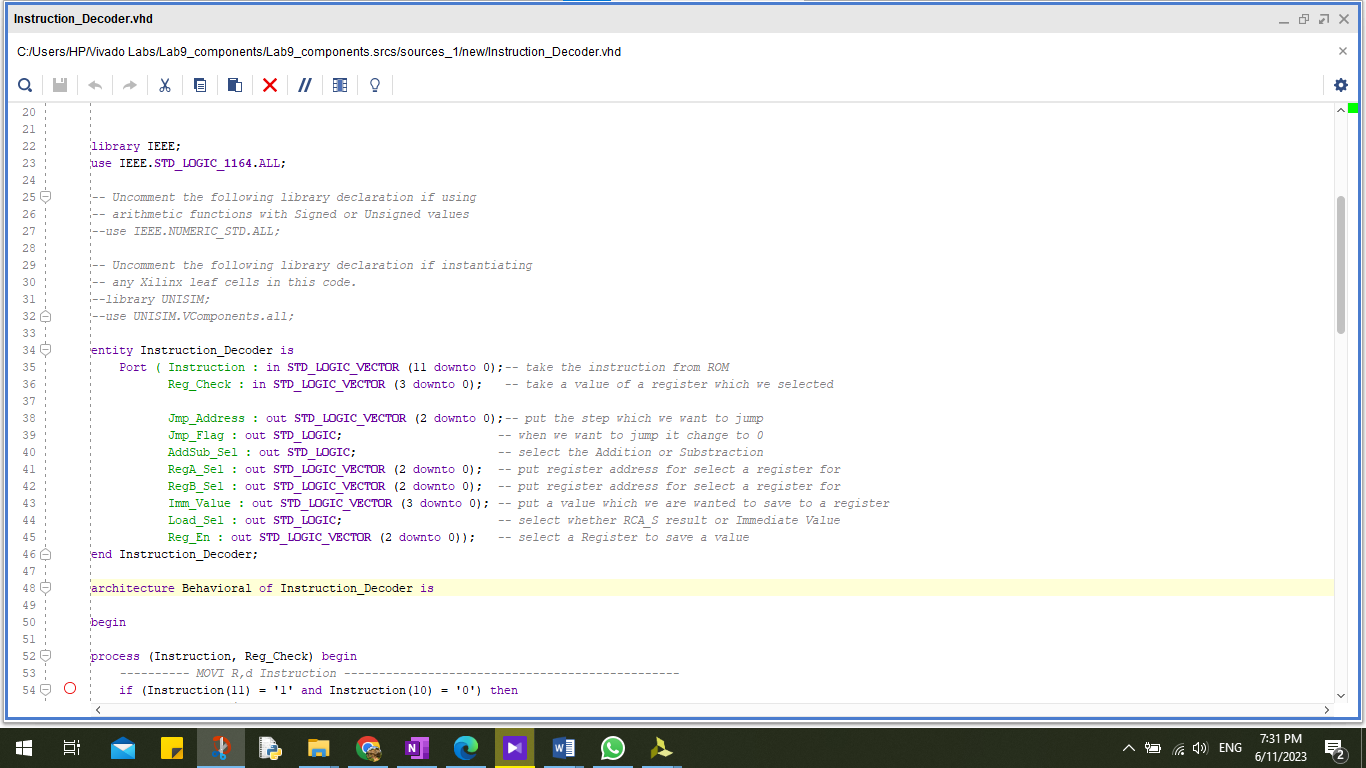 Instruction_Decoder.vhd
C:/Users/HP/Vivado Labs/Lab9_components/Lab9_components.srcs/sources_1/new/Instruction_Decoder.vhd
20
21
22 library IEEE;
23 use IEEE.STD_LOGIC_1164.ALL;
24
25 -- Uncomment the following library declaration if using
26 -- arithmetic functions with Signed or Unsigned values
27 --use IEEE.NUMERIC_STD.ALL;
28
29 -- Uncomment the following library declaration if instantiating
30 -- any Xilinx leaf cells in this code.
31 --library UNISIM;
32 --use UNISIM.VComponents.all;
33
34 entity Instruction_Decoder is
35 Port ( Instruction : in STD_LOGIC_VECTOR (11 downto 0);-- take the instruction from ROM
36 Reg_Check : in STD_LOGIC_VECTOR (3 downto 0); -- take a value of a register which we selected
37
38 Jmp_Address : out STD_LOGIC_VECTOR (2 downto 0);-- put the step which we want to jump
39 Jmp_Flag : out STD_LOGIC; -- when we want to jump it change to 0
40 AddSub_Sel : out STD_LOGIC; -- select the Addition or Substraction
41 RegA_Sel : out STD_LOGIC_VECTOR (2 downto 0); -- put register address for select a register for
42 RegB_Sel : out STD_LOGIC_VECTOR (2 downto 0); -- put register address for select a register for
43 Imm_Value : out STD_LOGIC_VECTOR (3 downto 0); -- put a value which we are wanted to save to a register
44 Load_Sel : out STD_LOGIC; -- select whether RCA_S result or Immediate Value
45 Reg_En : out STD_LOGIC_VECTOR (2 downto 0)); -- select a Register to save a value
46 end Instruction_Decoder;
47
48 architecture Behavioral of Instruction_Decoder is
49
50 begin
51
52 process (Instruction, Reg_Check) begin
53 ---------- MOVI R,d Instruction ------------------------------------------------
54 if (Instruction(11) = '1' and Instruction(10) = '0') then
ENG
7:31 PM
6/11/2023
2